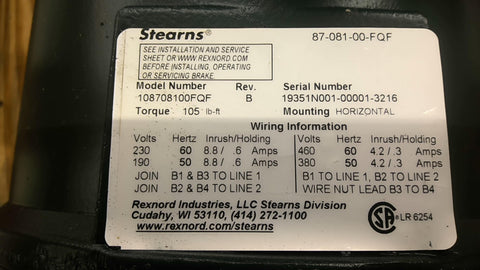 Stearns® 87-081-00-FQF
SEE INSTALLATION AND SERVICE
SHEET OR WWW.REXNORD.COM
BEFORE INSTALLING, OPERATING
OR SERVICING BRAKE.
Model Number Rev. Serial Number
108708100FQF B 19351N001-00001-3216
Torque 105 lb-ft Mounting HORIZONTAL
Wiring Information
Volts Hertz Inrush/Holding Volts Hertz Inrush/Holding
230 60 8.8 / .6 Amps 460 60 4.2 / .3 Amps
190 50 8.8 / .6 Amps 380 50 4.2 / .3 Amps
JOIN B1 & B3 TO LINE 1 B1 TO LINE 1, B2 TO LINE 2
JOIN B2 & B4 TO LINE 2 WIRE NUT LEAD B3 TO B4
Rexnord Industries, LLC Stearns Division
Cudahy, WI 53110, (414) 272-1100
rexnord.com/stearns
SA® LR 6254